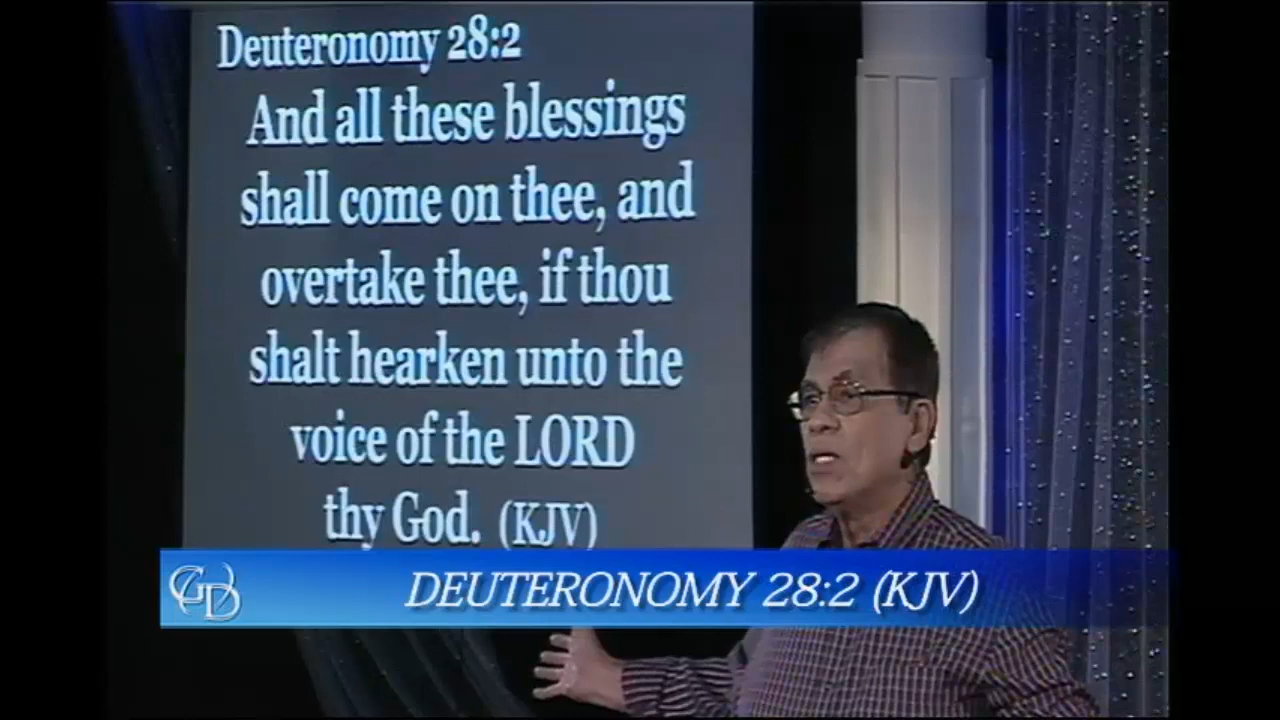 Deuteronomy 28:2
And all these blessings
shall come on thee, and
overtake thee, if thou
shalt hearken unto the
voice of the LORD
thy God. (KJV)
GD DEUTERONOMY 28:2 (KJV)